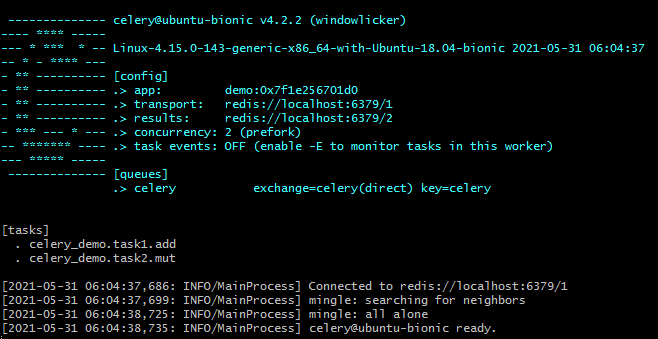 -------------- celery@ubuntu-bionic v4.2.2 (windowlicker)
---- **** -----
--- * ***  * -- Linux-4.15.0-143-generic-x86_64-with-Ubuntu-18.04-bionic 2021-05-31 06:04:37
-- * - **** ---
- ** ---------- [config]
- ** ---------- .> app:         demo:0x7f1e256701d0
- ** ---------- .> transport:   redis://localhost:6379/1
- ** ---------- .> results:     redis://localhost:6379/2
- *** --- * --- .> concurrency: 2 (prefork)
-- ******* ---- .> task events: OFF (enable -E to monitor tasks in this worker)
--- ***** -----
 -------------- [queues]
                .> celery           exchange=celery(direct) key=celery
[tasks]
  . celery_demo.task1.add
  . celery_demo.task2.mut
[2021-05-31 06:04:37,686: INFO/MainProcess] Connected to redis://localhost:6379/1
[2021-05-31 06:04:37,699: INFO/MainProcess] mingle: searching for neighbors
[2021-05-31 06:04:38,725: INFO/MainProcess] mingle: all alone
[2021-05-31 06:04:38,735: INFO/MainProcess] celery@ubuntu-bionic ready.